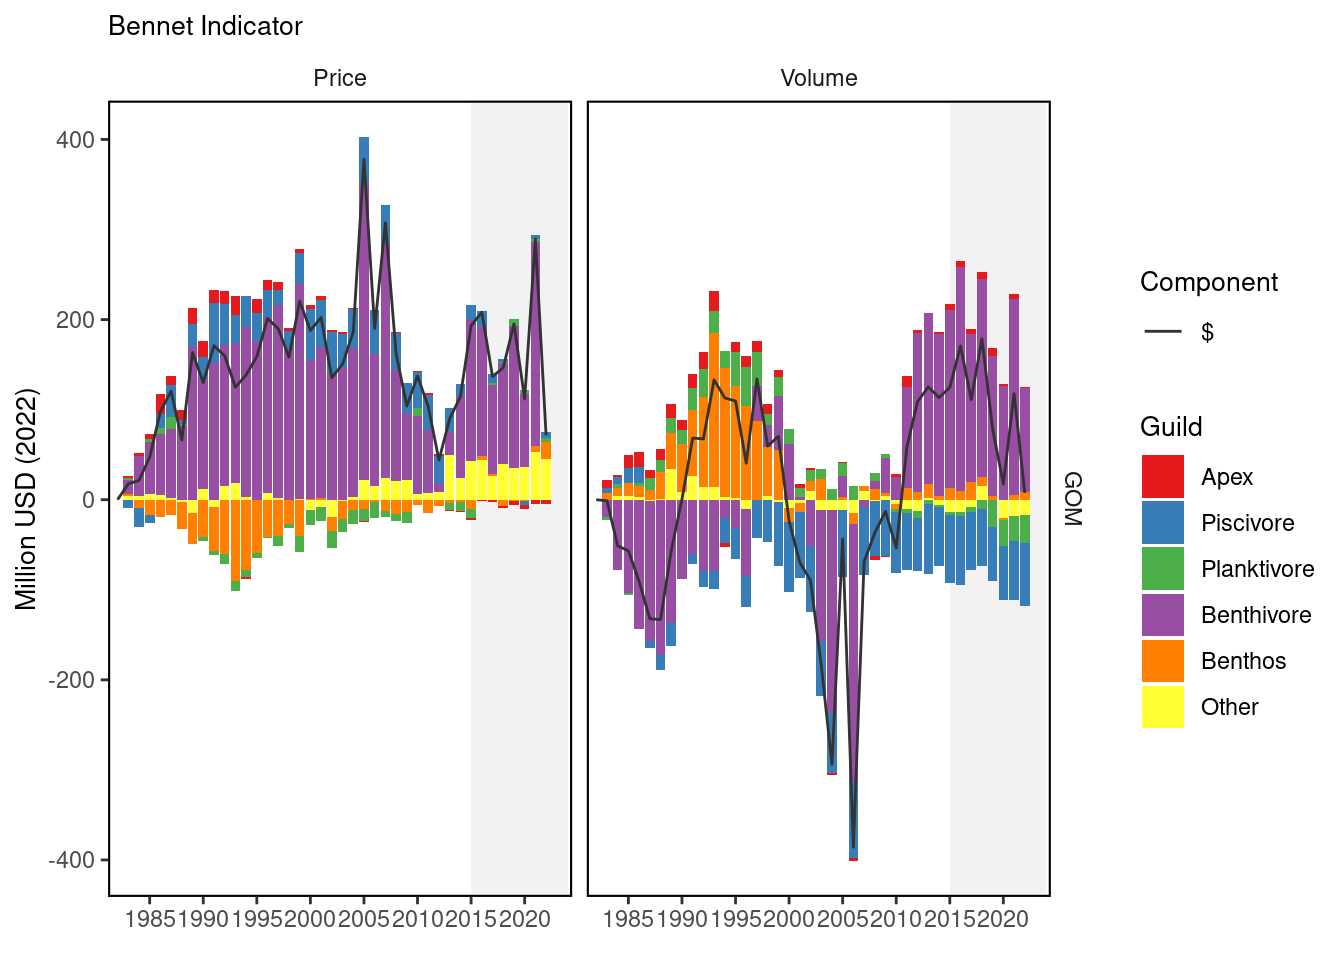 Bennet Indicator
Price
Volume
Million USD (2022)
400
200
0
-200
-400
1985 1990 1995 2000 2005 2010 2015 2020
1985 1990 1995 2000 2005 2010 2015 2020
GOM
Component
$
Guild
Apex
Piscivore
Planktivore
Benthivore
Benthos
Other